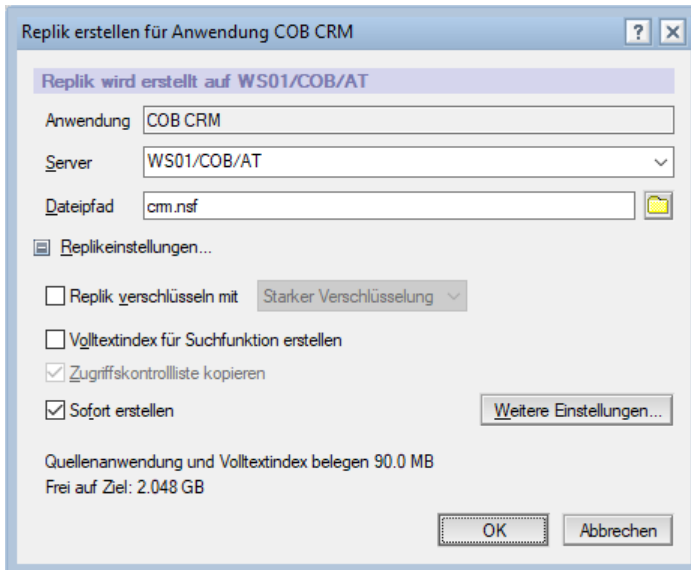 Replik erstellen für Anwendung COB CRM
Replik wird erstellt auf WS01/COB/AT
Anwendung COB CRM
Server WS01/COB/AT
Dateipfad crm.nsf
Replikeinstellungen...
Replik verschlüsseln mit Starker Verschlüsselung
Volltextindex für Suchfunktion erstellen
Zugriffskontrollliste kopieren
Sofort erstellen Weitere Einstellungen...
Quellenanwendung und Volltextindex belegen 90.0 MB
Frei auf Ziel: 2.048 GB
OK Abbrechen